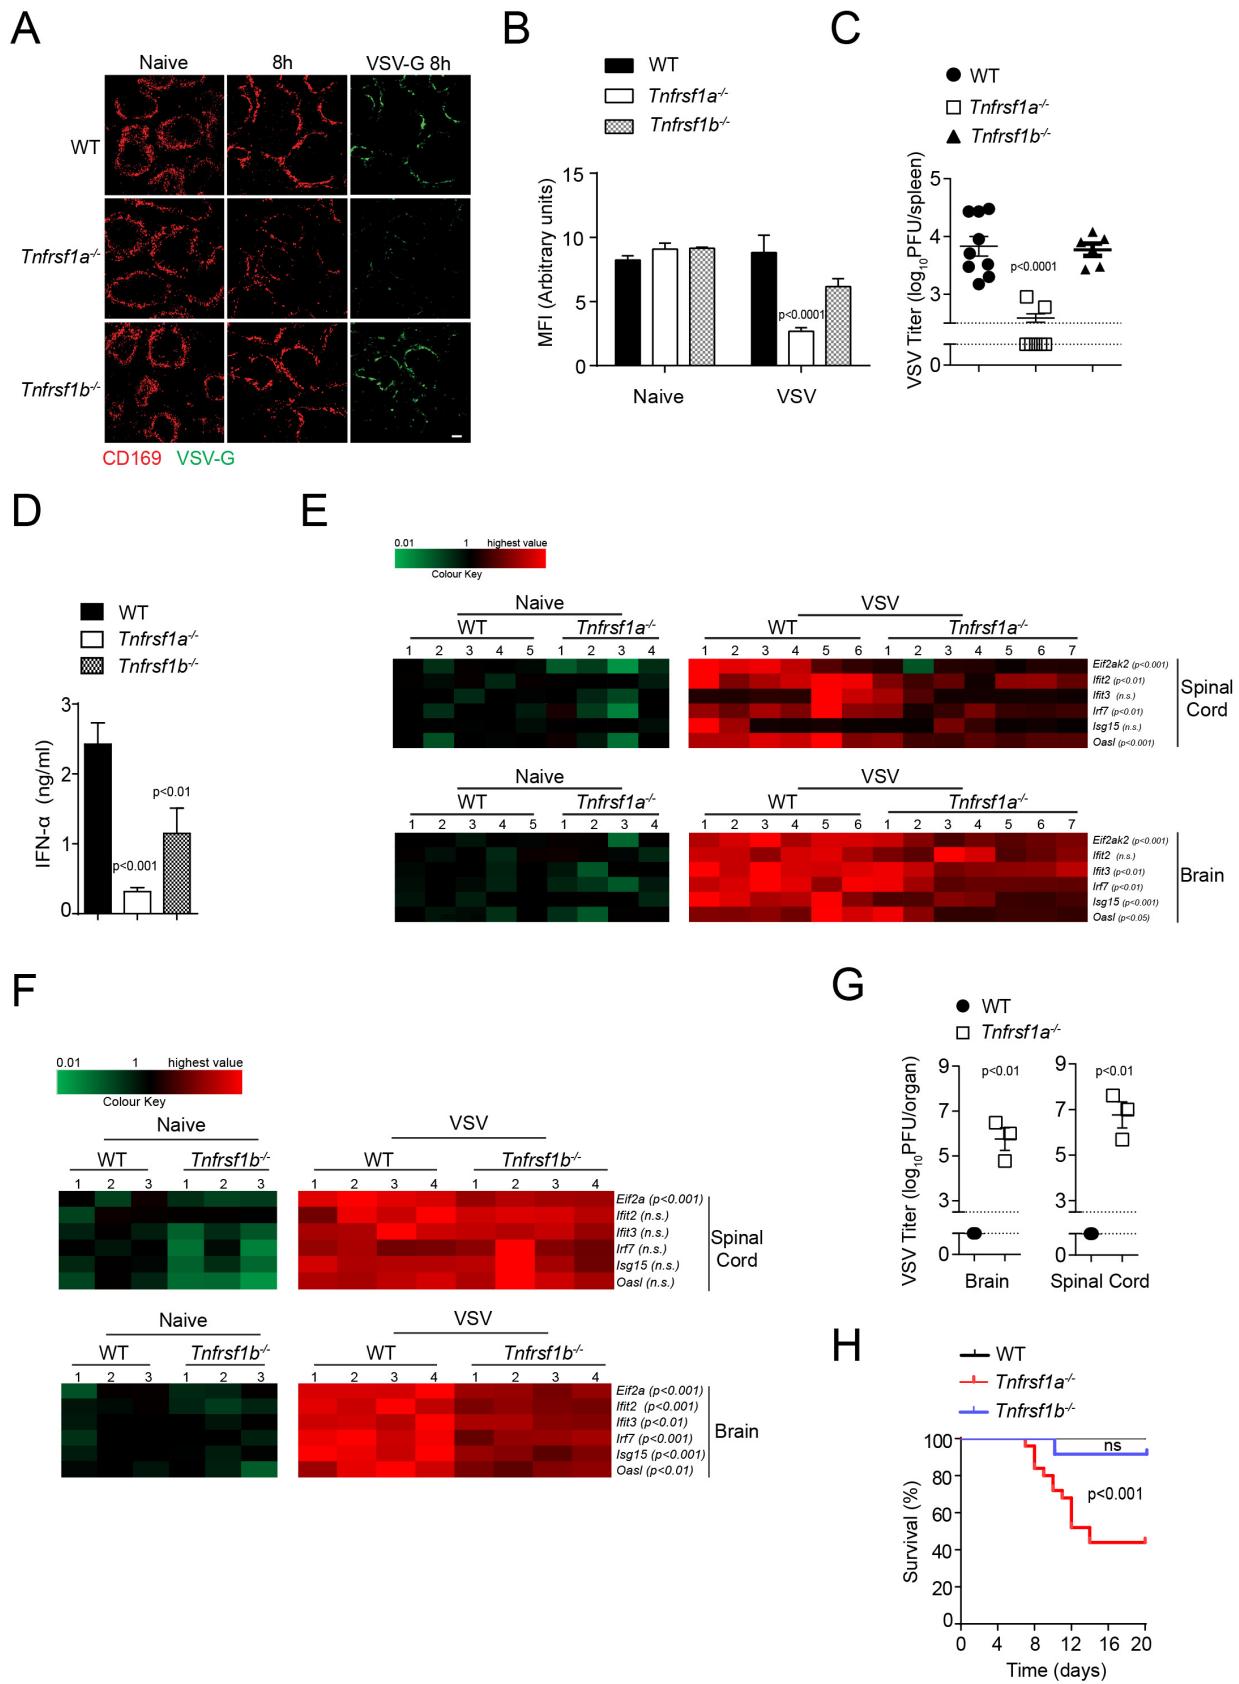 A
Naive 8h VSV-G 8h
WT
Tnfrsf1a-/-
Tnfrsf1b-/-
CD169 VSV-G
B
WT
Tnfrsf1a-/-
Tnfrsf1b-/-
MFI (Arbitrary units)
15
10
5
0
p<0.0001
Naive VSV
C
WT
Tnfrsf1a-/-
Tnfrsf1b-/-
VSV Titer (log10PFU/spleen)
5
4
3
0
p<0.0001
D
WT
Tnfrsf1a-/-
Tnfrsf1b-/-
IFN-α (ng/ml)
3
2
1
0
p<0.001
p<0.01
E
0.01 1 highest value
Colour Key
Naive VSV
WT Tnfrsf1a-/- WT Tnfrsf1a-/-
1 2 3 4 5 1 2 3 4 1 2 3 4 5 6 1 2 3 4 5 6 7
Eif2ak2 (p<0.001)
Ifit2 (p<0.01)
Ifit3 (n.s.)
Irf7 (p<0.01)
Isg15 (n.s.)
Oasl (p<0.001)
Spinal
Cord
Naive VSV
WT Tnfrsf1a-/- WT Tnfrsf1a-/-
1 2 3 4 5 1 2 3 4 1 2 3 4 5 6 1 2 3 4 5 6 7
Eif2ak2 (p<0.001)
Ifit2 (n.s.)
Ifit3 (p<0.01)
Irf7 (p<0.01)
Isg15 (p<0.001)
Oasl (p<0.05)
Brain
F
0.01 1 highest value
Colour Key
Naive VSV
WT Tnfrsf1b-/- WT Tnfrsf1b-/-
1 2 3 1 2 3 1 2 3 4 1 2 3 4
Eif2a (p<0.001)
Ifit2 (n.s.)
Ifit3 (n.s.)
Irf7 (n.s.)
Isg15 (n.s.)
Oasl (n.s.)
Spinal
Cord
Naive VSV
WT Tnfrsf1b-/- WT Tnfrsf1b-/-
1 2 3 1 2 3 1 2 3 4 1 2 3 4
Eif2a (p<0.001)
Ifit2 (p<0.001)
Ifit3 (p<0.01)
Irf7 (p<0.001)
Isg15 (p<0.001)
Oasl (p<0.01)
Brain
G
WT
Tnfrsf1a-/-
VSV Titer (log10PFU/organ)
9
7
5
3
0
p<0.01
Brain
9
7
5
3
0
p<0.01
Spinal Cord
H
WT
Tnfrsf1a-/-
Tnfrsf1b-/-
Survival (%)
100
80
60
40
20
0
ns
p<0.001
0 4 8 12 16 20
Time (days)